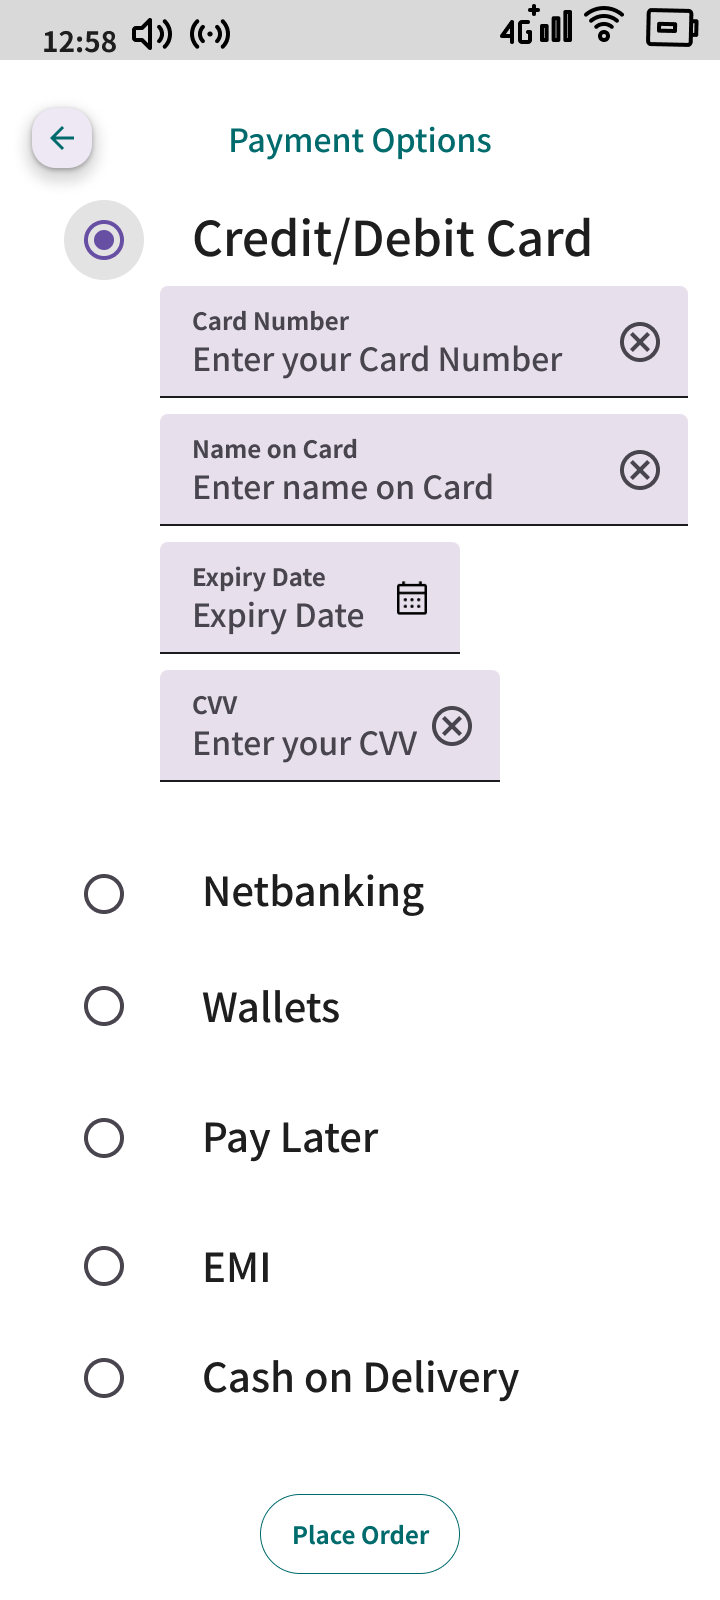 12:58
4G+
Payment Options
Credit/Debit Card
Card Number
Enter your Card Number
Name on Card
Enter name on Card
Expiry Date
Expiry Date
CVV
Enter your CVV
Netbanking
Wallets
Pay Later
EMI
Cash on Delivery
Place Order